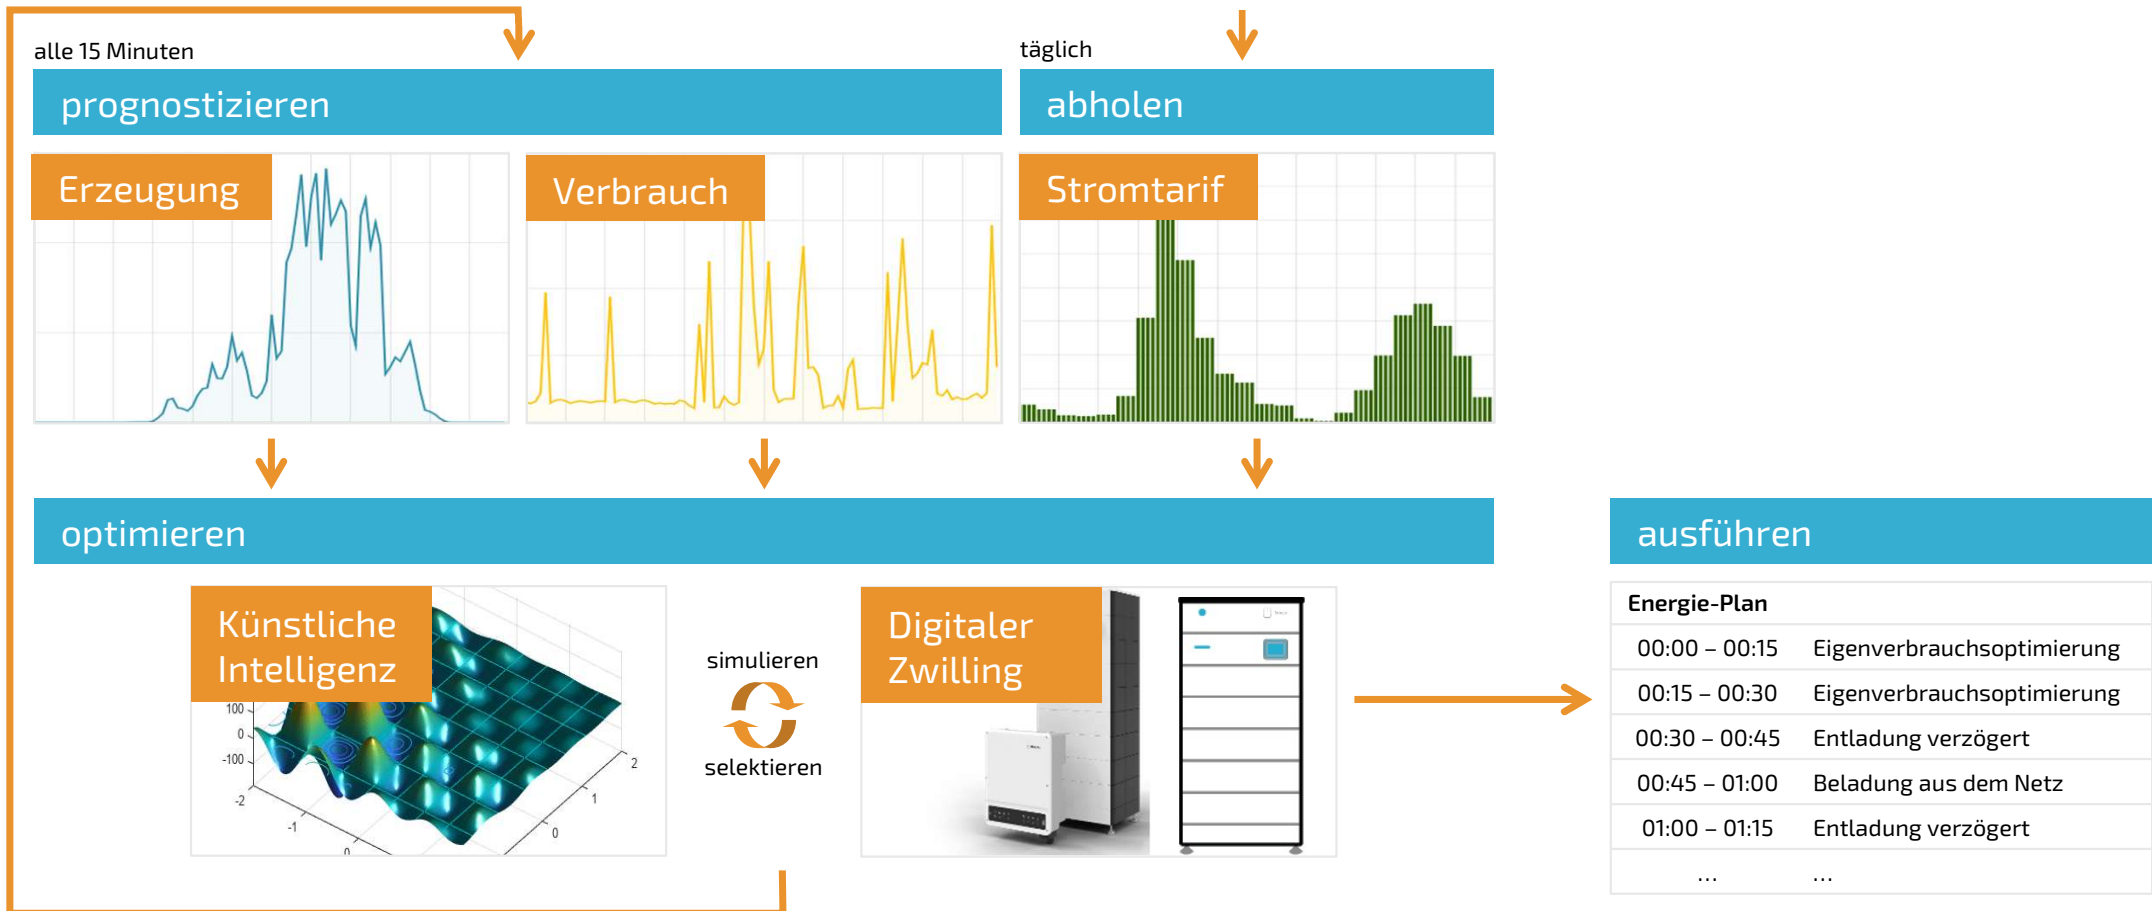 alle 15 Minuten
täglich
prognostizieren
abholen
Erzeugung
Verbrauch
Stromtarif
optimieren
ausführen
Künstliche
Intelligenz
100
0
-100
-2
-1
0
0
1
2
simulieren
selektieren
Digitaler
Zwilling
Energie-Plan
00:00 – 00:15 Eigenverbrauchsoptimierung
00:15 – 00:30 Eigenverbrauchsoptimierung
00:30 – 00:45 Entladung verzögert
00:45 – 01:00 Beladung aus dem Netz
01:00 – 01:15 Entladung verzögert
... ...